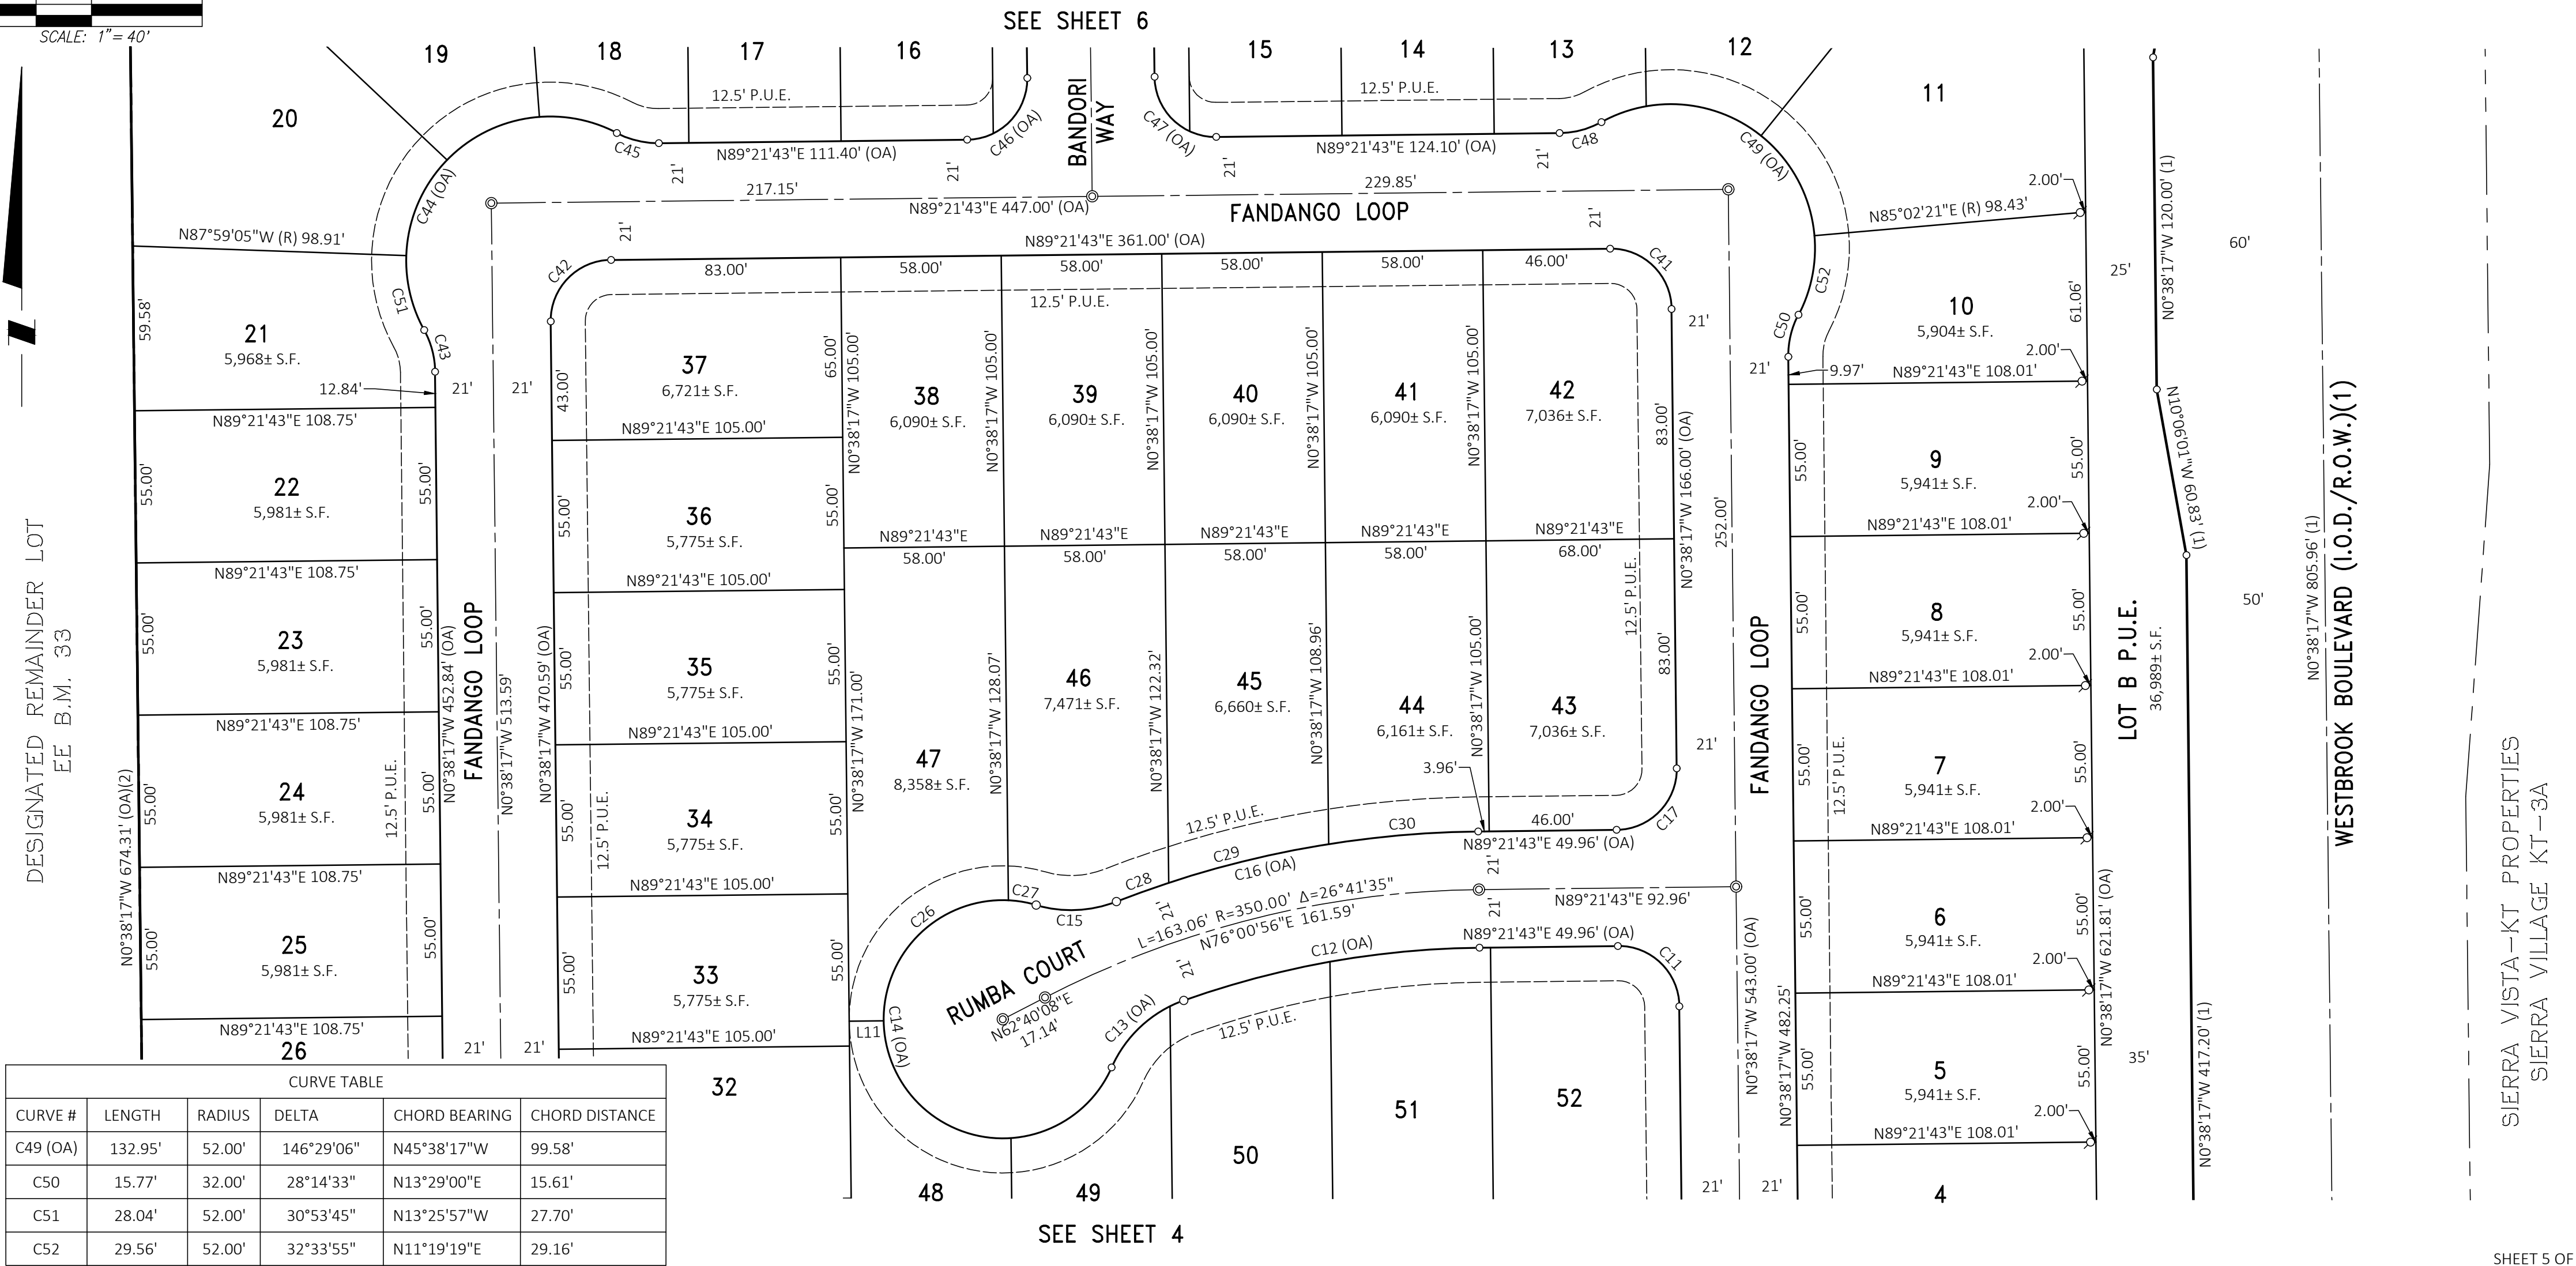 SEE SHEET 6
SCALE: 1"= 40'
19
18
17
16
15
14
13
12
11
20
12.5' P.U.E.
12.5' P.U.E.
BANDORI
WAY
C45
N89°21'43"E 111.40' (OA)
C46 (OA)
C47 (OA)
N89°21'43"E 124.10' (OA)
C48
C49 (OA)
C44 (OA)
21'
21'
21'
21'
217.15'
229.85'
N89°21'43"E 447.00' (OA)
FANDANGO LOOP
2.00'
N85°02'21"E (R) 98.43'
N0°38'17"W 120.00' (1)
60'
25'
N87°59'05"W (R) 98.91'
21'
21'
N89°21'43"E 361.00' (OA)
C42
83.00'
58.00'
58.00'
58.00'
58.00'
46.00'
C41
C52
12.5' P.U.E.
C51
C43
59.58'
21
5,968± S.F.
12.84'
21'
21'
43.00'
37
6,721± S.F.
65.00'
N0°38'17"W 105.00'
38
6,090± S.F.
N0°38'17"W 105.00'
39
6,090± S.F.
N0°38'17"W 105.00'
40
6,090± S.F.
N0°38'17"W 105.00'
41
6,090± S.F.
N0°38'17"W 105.00'
42
7,036± S.F.
83.00'
N0°38'17"W 166.00' (OA)
21'
C50
21'
9.97'
10
5,904± S.F.
61.06'
2.00'
N89°21'43"E 108.01'
N89°21'43"E 108.75'
N89°21'43"E 105.00'
N10°06'01"W 60.83' (1)
55.00'
22
5,981± S.F.
55.00'
55.00'
36
5,775± S.F.
55.00'
252.00'
55.00'
9
5,941± S.F.
55.00'
2.00'
N89°21'43"E 108.01'
N89°21'43"E
N89°21'43"E
N89°21'43"E
N89°21'43"E
N89°21'43"E
58.00'
58.00'
58.00'
58.00'
68.00'
N89°21'43"E 108.75'
N89°21'43"E 105.00'
DESIGNATED REMAINDER LOT
EE B.M. 33
55.00'
23
5,981± S.F.
55.00'
N0°38'17"W 452.84' (OA)
FANDANGO LOOP
N0°38'17"W 513.59'
N0°38'17"W 470.59' (OA)
55.00'
35
5,775± S.F.
55.00'
N0°38'17"W 171.00'
47
8,358± S.F.
N0°38'17"W 128.07'
46
7,471± S.F.
N0°38'17"W 122.32'
45
6,660± S.F.
N0°38'17"W 108.96'
44
6,161± S.F.
N0°38'17"W 105.00'
43
7,036± S.F.
12.5' P.U.E.
83.00'
21'
FANDANGO LOOP
55.00'
8
5,941± S.F.
55.00'
2.00'
N89°21'43"E 108.01'
LOT B P.U.E.
36,989± S.F.
50'
N0°38'17"W 805.96' (1)
WESTBROOK BOULEVARD (I.O.D./R.O.W.)(1)
N89°21'43"E 108.75'
N89°21'43"E 105.00'
N0°38'17"W 674.31' (OA)(2)
55.00'
24
5,981± S.F.
12.5' P.U.E.
55.00'
55.00'
12.5' P.U.E.
34
5,775± S.F.
55.00'
3.96'
12.5' P.U.E.
C30
46.00'
C17
N89°21'43"E 49.96' (OA)
55.00'
12.5' P.U.E.
7
5,941± S.F.
55.00'
2.00'
N89°21'43"E 108.01'
SIERRA VISTA-KT PROPERTIES
SIERRA VILLAGE KT-3A
N89°21'43"E 108.75'
N89°21'43"E 105.00'
C29
C16 (OA)
C28
C27
C15
C26
21'
21'
L=163.06' R=350.00' Δ=26°41'35"
N76°00'56"E 161.59'
21'
N89°21'43"E 92.96'
55.00'
25
5,981± S.F.
55.00'
55.00'
33
5,775± S.F.
55.00'
RUMBA COURT
N62°40'08"E
17.14'
21'
C12 (OA)
N89°21'43"E 49.96' (OA)
C11
N0°38'17"W 543.00' (OA)
N0°38'17"W 482.25'
55.00'
6
5,941± S.F.
55.00'
2.00'
N89°21'43"E 108.01'
N0°38'17"W 621.81' (OA)
N89°21'43"E 108.75'
26
21'
21'
N89°21'43"E 105.00'
L11
C14 (OA)
C13 (OA)
12.5' P.U.E.
55.00'
5
5,941± S.F.
55.00'
2.00'
N89°21'43"E 108.01'
35'
N0°38'17"W 417.20' (1)
32
48
49
50
51
52
21'
21'
4
SEE SHEET 4
CURVE TABLE
CURVE # LENGTH RADIUS DELTA CHORD BEARING CHORD DISTANCE
C49 (OA) 132.95' 52.00' 146°29'06" N45°38'17"W 99.58'
C50 15.77' 32.00' 28°14'33" N13°29'00"E 15.61'
C51 28.04' 52.00' 30°53'45" N13°25'57"W 27.70'
C52 29.56' 52.00' 32°33'55" N11°19'19"E 29.16'
SHEET 5 OF